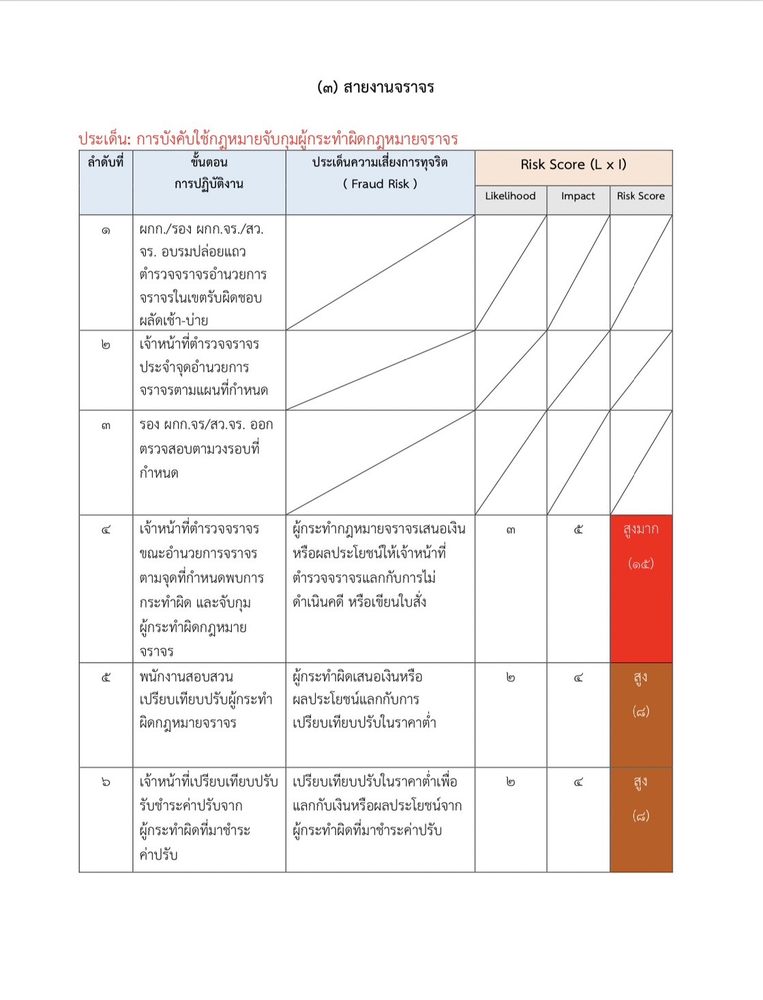 (๓) สายงานจราจร
ประเด็น: การบังคับใช้กฎหมายจับกุมผู้กระทำผิดกฎหมายจราจร
ลำดับที่
ขั้นตอน
การปฏิบัติงาน
ประเด็นความเสี่ยงการทุจริต
( Fraud Risk )
Risk Score (L x I)
Likelihood
Impact
Risk Score
๑
ผกก./รอง ผกก.จร./สว.
จร. อบรมปล่อยแถว
ตำรวจจราจรอำนวยการ
จราจรในเขตรับผิดชอบ
ผลัดเช้า-บ่าย
๒
เจ้าหน้าที่ตำรวจจราจร
ประจำจุดอำนวยการ
จราจรตามแผนที่กำหนด
๓
รอง ผกก.จร/สว.จร. ออก
ตรวจสอบตามวงรอบที่
กำหนด
๔
เจ้าหน้าที่ตำรวจจราจร
ขณะอำนวยการจราจร
ตามจุดที่กำหนดพบการ
กระทำผิด และจับกุม
ผู้กระทำผิดกฎหมาย
จราจร
ผู้กระทำกฎหมายจราจรเสนอเงิน
หรือผลประโยชน์ให้เจ้าหน้าที่
ตำรวจจราจรแลกกับการไม่
ดำเนินคดี หรือเขียนใบสั่ง
๓
๕
สูงมาก
(๑๕)
๕
พนักงานสอบสวน
เปรียบเทียบปรับผู้กระทำ
ผิดกฎหมายจราจร
ผู้กระทำผิดเสนอเงินหรือ
ผลประโยชน์แลกกับการ
เปรียบเทียบปรับในราคาต่ำ
๒
๔
สูง
(๘)
๖
เจ้าหน้าที่เปรียบเทียบปรับ
รับชำระค่าปรับจาก
ผู้กระทำผิดที่มาชำระ
ค่าปรับ
เปรียบเทียบปรับในราคาต่ำเพื่อ
แลกกับเงินหรือผลประโยชน์จาก
ผู้กระทำผิดที่มาชำระค่าปรับ
๒
๔
สูง
(๘)